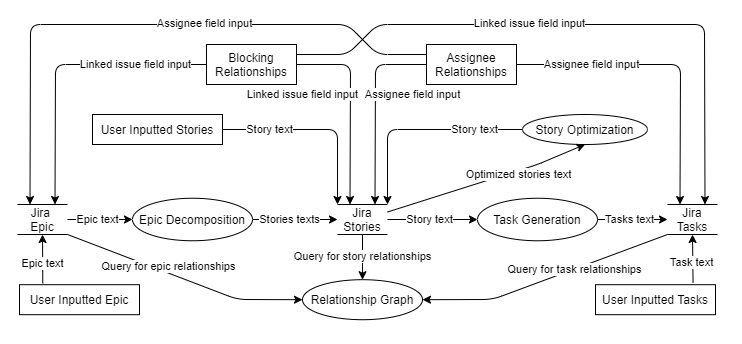 Assignee field input
Linked issue field input
Blocking
Relationships
Assignee
Relationships
Linked issue field input
Assignee field input
Linked issue field input
Assignee field input
User Inputted Stories
Story text
Story text
Story Optimization
Optimized stories text
Jira
Epic
Epic text
Epic Decomposition
Stories texts
Jira
Stories
Story text
Task Generation
Tasks text
Jira
Tasks
Epic text
Query for epic relationships
Query for story relationships
Query for task relationships
Task text
User Inputted Epic
Relationship Graph
User Inputted Tasks